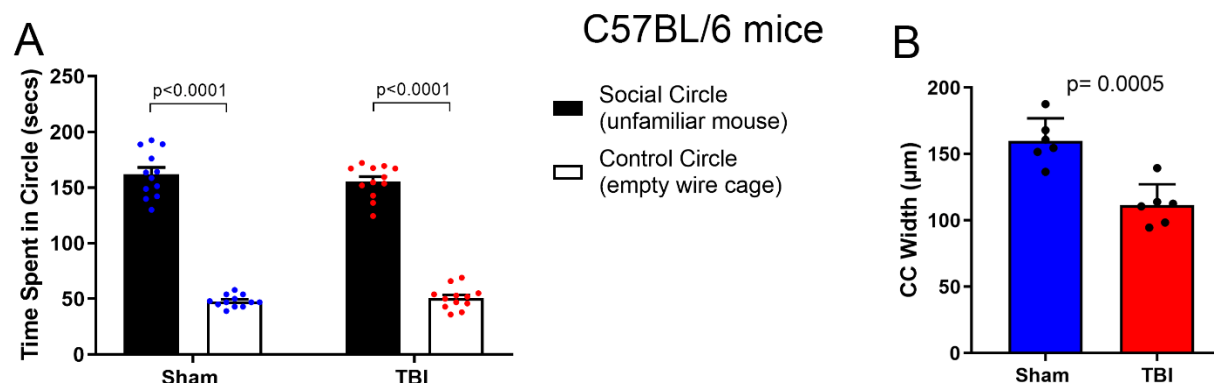 C57BL/6 mice
A
Time Spent in Circle (secs)
250
200
150
100
50
0
p<0.0001
p<0.0001
Sham
TBI
Social Circle
(unfamiliar mouse)
Control Circle
(empty wire cage)
B
CC Width (µm)
200
150
100
50
0
p= 0.0005
Sham
TBI